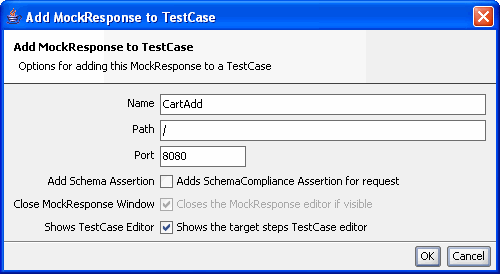 Add MockResponse to TestCase
Add MockResponse to TestCase
Options for adding this MockResponse to a TestCase
Name CartAdd
Path /
Port 8080
Add Schema Assertion Adds SchemaCompliance Assertion for request
Close MockResponse Window Closes the MockResponse editor if visible
Shows TestCase Editor Shows the target steps TestCase editor
OK Cancel